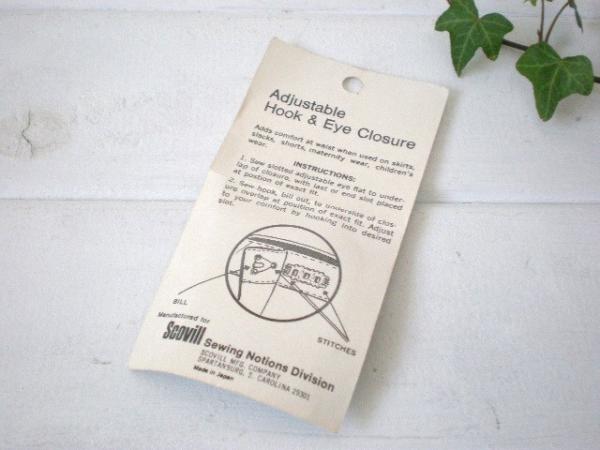 Adjustable
Hook & Eye Closure
Adds comfort at waist when used on skirts,
slacks, shorts, maternity wear, children's
wear.
INSTRUCTIONS:
1. Sew slotted adjustable eye flat to under-
lap of closure, with last or end slot placed
at postion of exact fit.
2. Sew hook, bill out, to underside of clos-
ure overlap at position of exact fit. Adjust
to your comfort by hooking into desired
slot.
BILL
STITCHES
Manufactured for
Scovill Sewing Notions Division
SCOVILL MFG. COMPANY
SPARTANBURG, S. CAROLINA 29301
Made in Japan